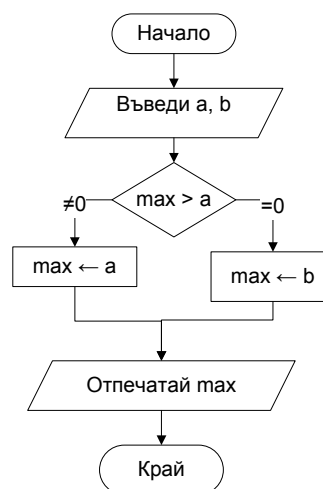 Начало
Въведи a, b
max > a
≠0
=0
max ← a
max ← b
Отпечатай max
Край